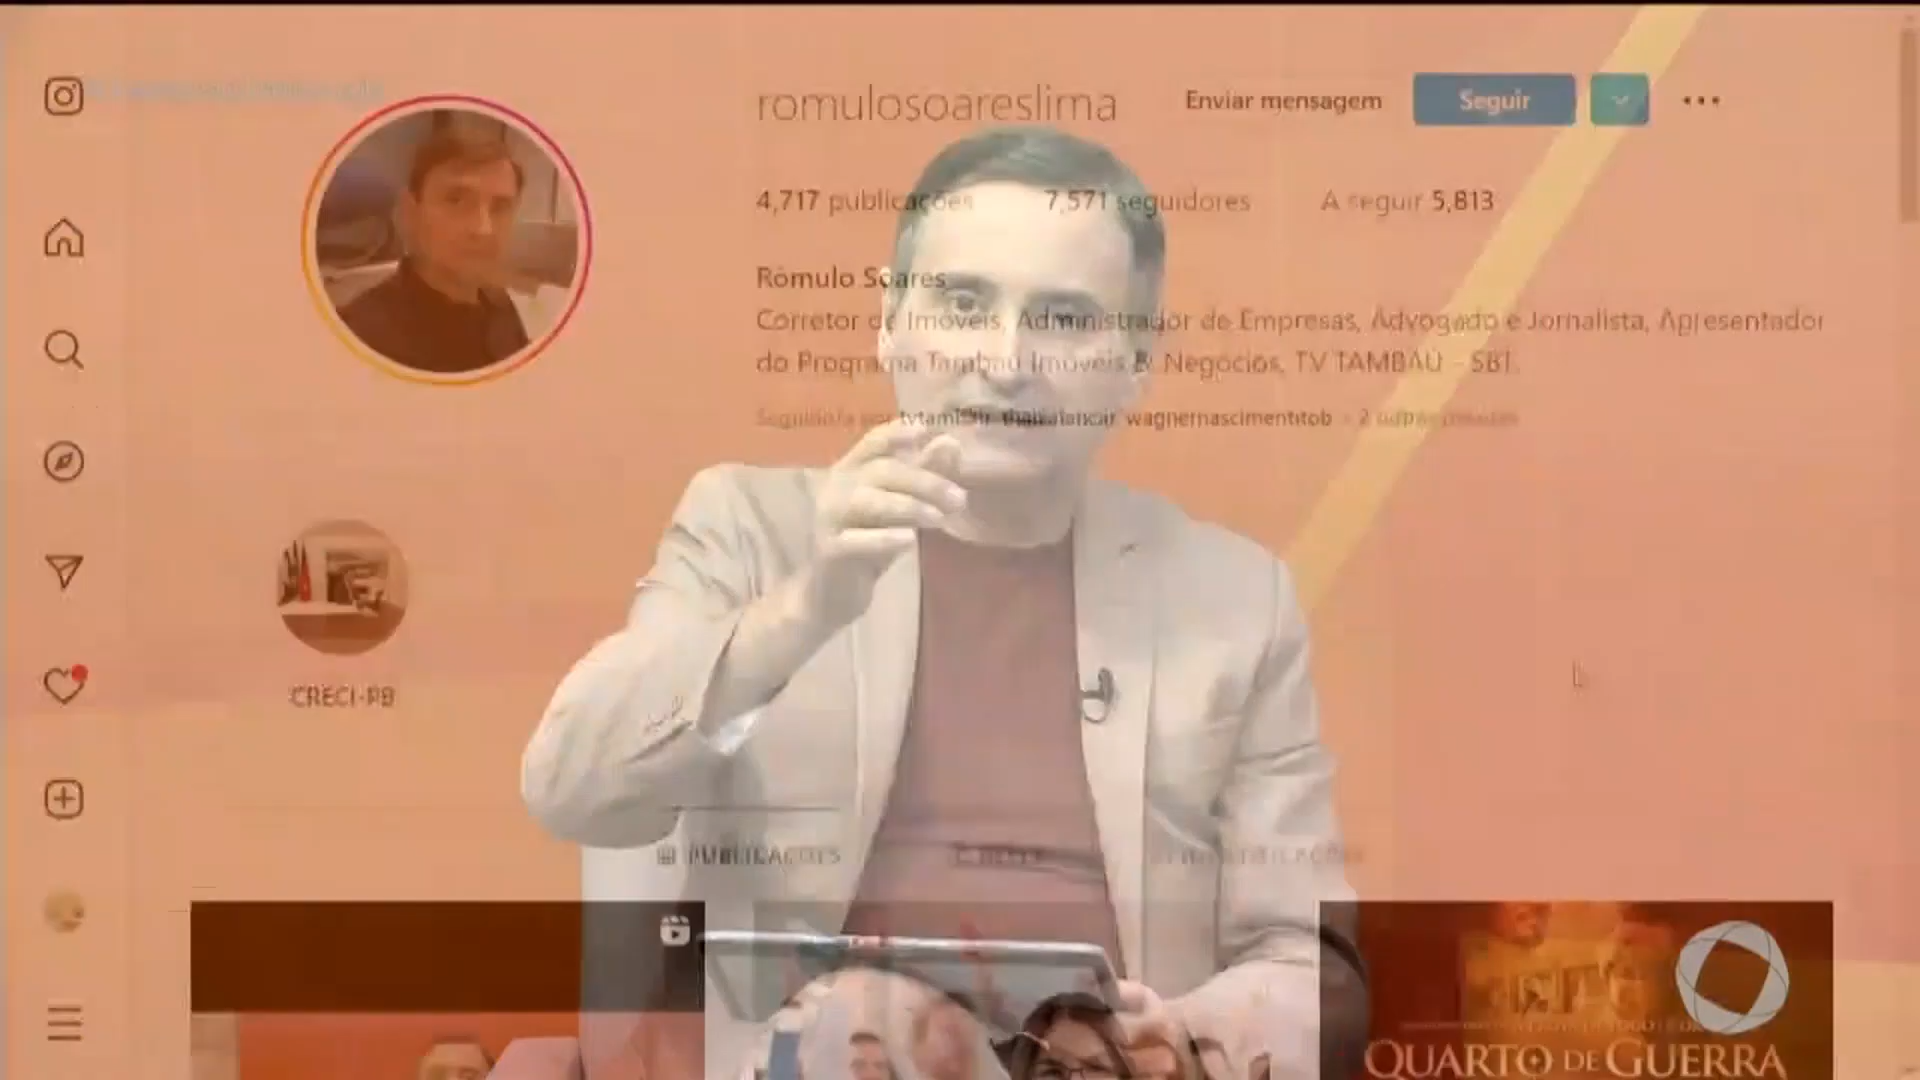 romulosoareslima
Enviar mensagem
Seguir
4,717 publicações
7,571 seguidores
A seguir 5,813
Rômulo Soares
Corretor de Imóveis, Administrador de Empresas, Advogado e Jornalista, Apresentador
do Programa Tambaú Imóveis & Negócios, TV TAMBAÚ - SBT.
wagnernascimentitob
CRECI-PB
PUBLICAÇÕES
QUARTO DE GUERRA